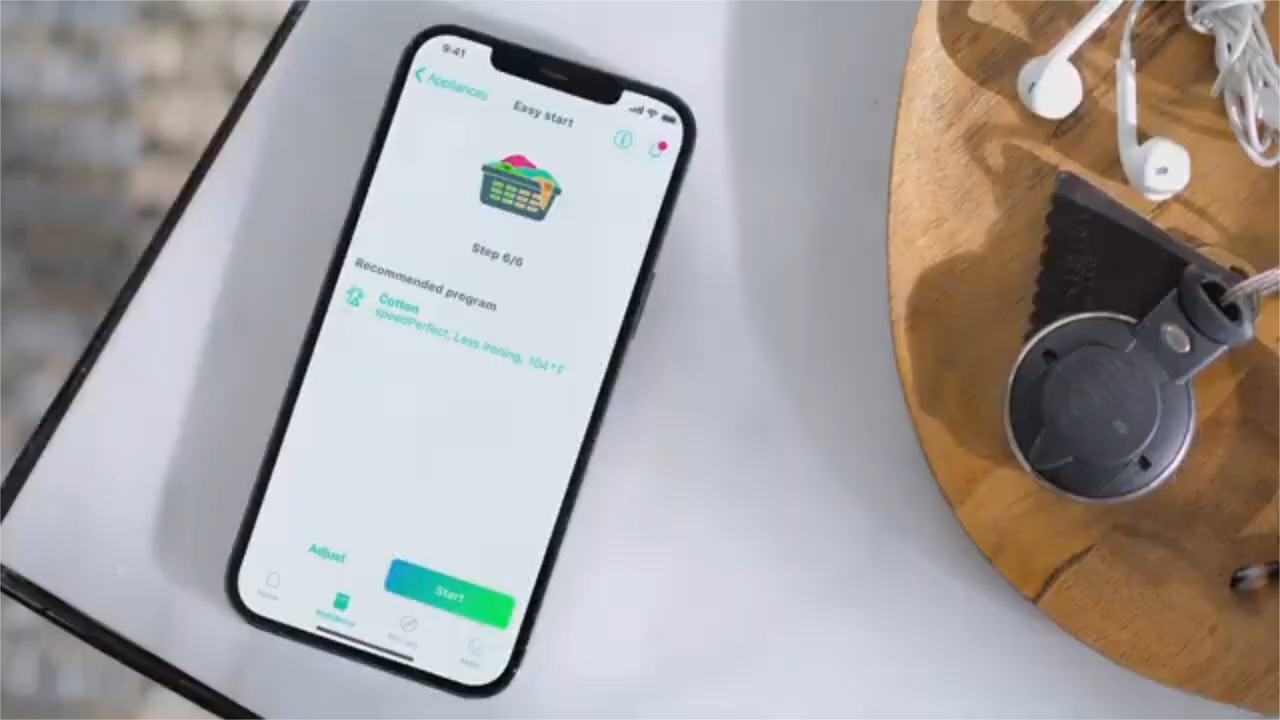 9:41
Appliances
Easy start
Step 6/6
Recommended program
Cotton
speedPerfect, Less Ironing, 104°F
Adjust
Start